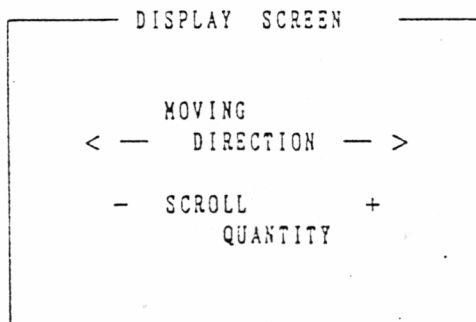 DISPLAY SCREEN
MOVING
< — DIRECTION — >
- SCROLL +
QUANTITY